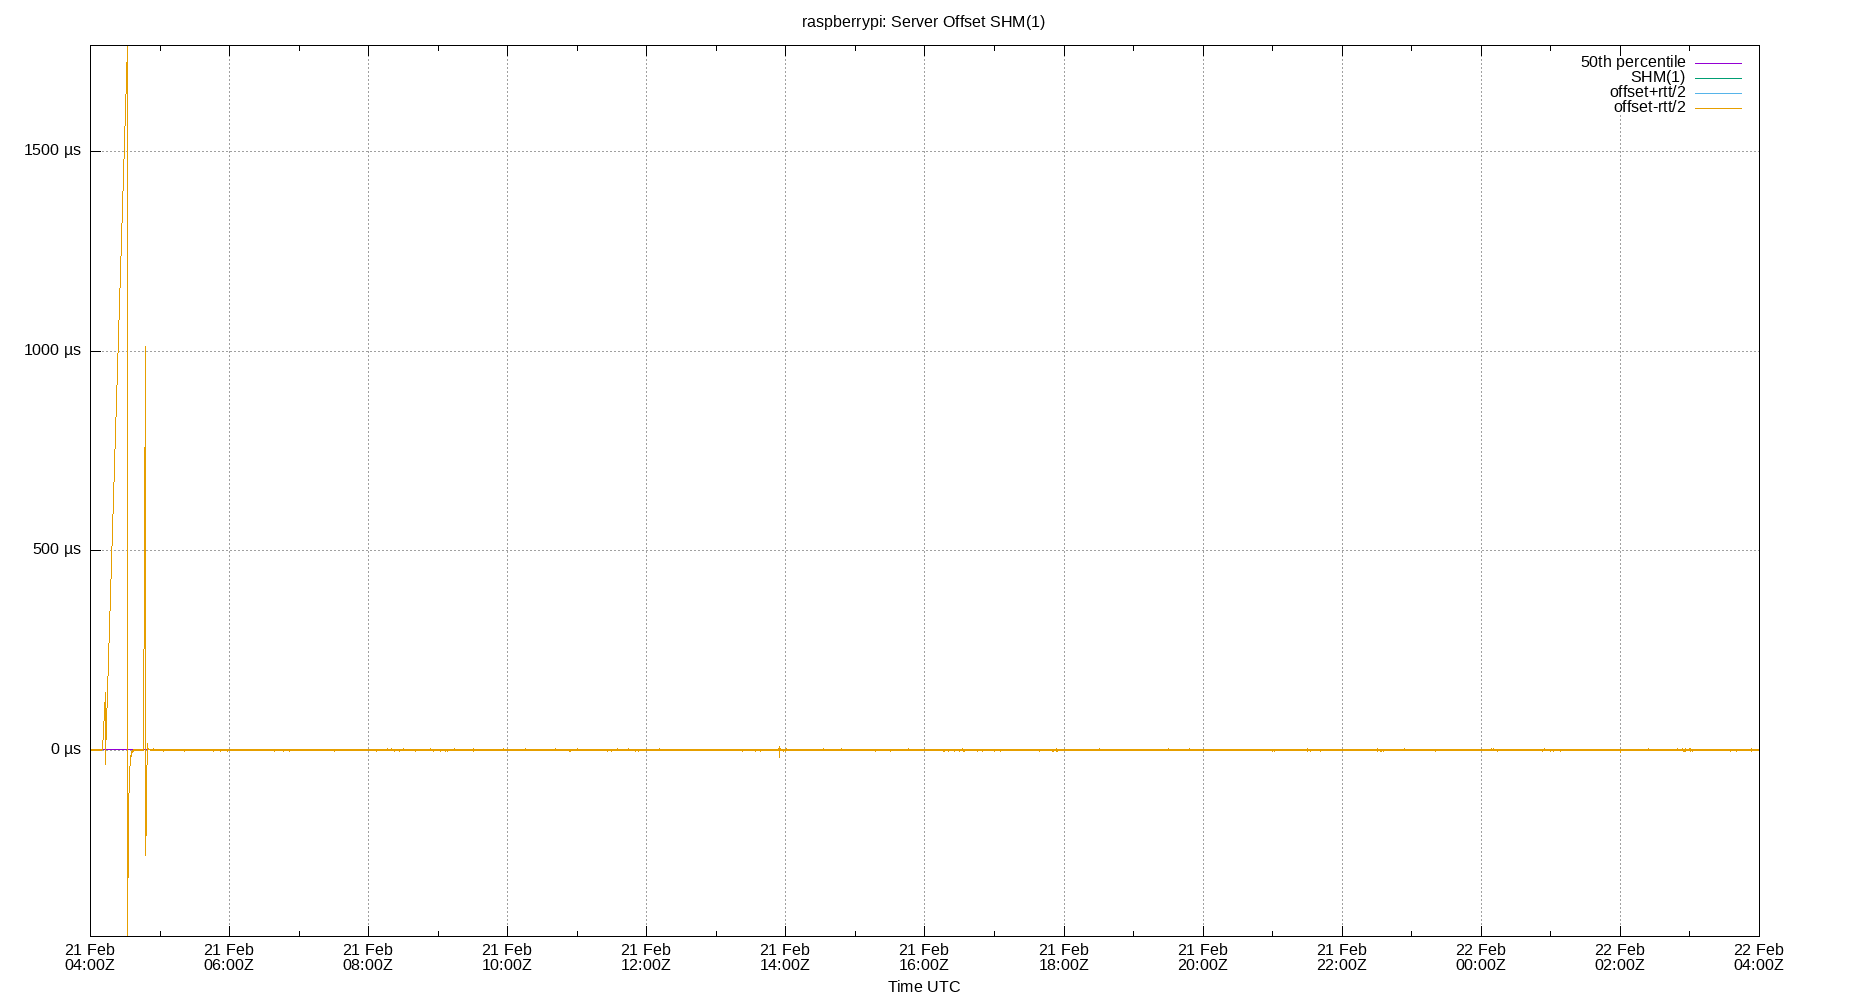 raspberrypi: Server Offset SHM(1)
50th percentile
SHM(1)
offset+rtt/2
offset-rtt/2
1500 µs
1000 µs
500 µs
0 µs
21 Feb 21 Feb 21 Feb 21 Feb 21 Feb 21 Feb 21 Feb 21 Feb 21 Feb 21 Feb 22 Feb 22 Feb 22 Feb
04:00Z 06:00Z 08:00Z 10:00Z 12:00Z 14:00Z 16:00Z 18:00Z 20:00Z 22:00Z 00:00Z 02:00Z 04:00Z
Time UTC